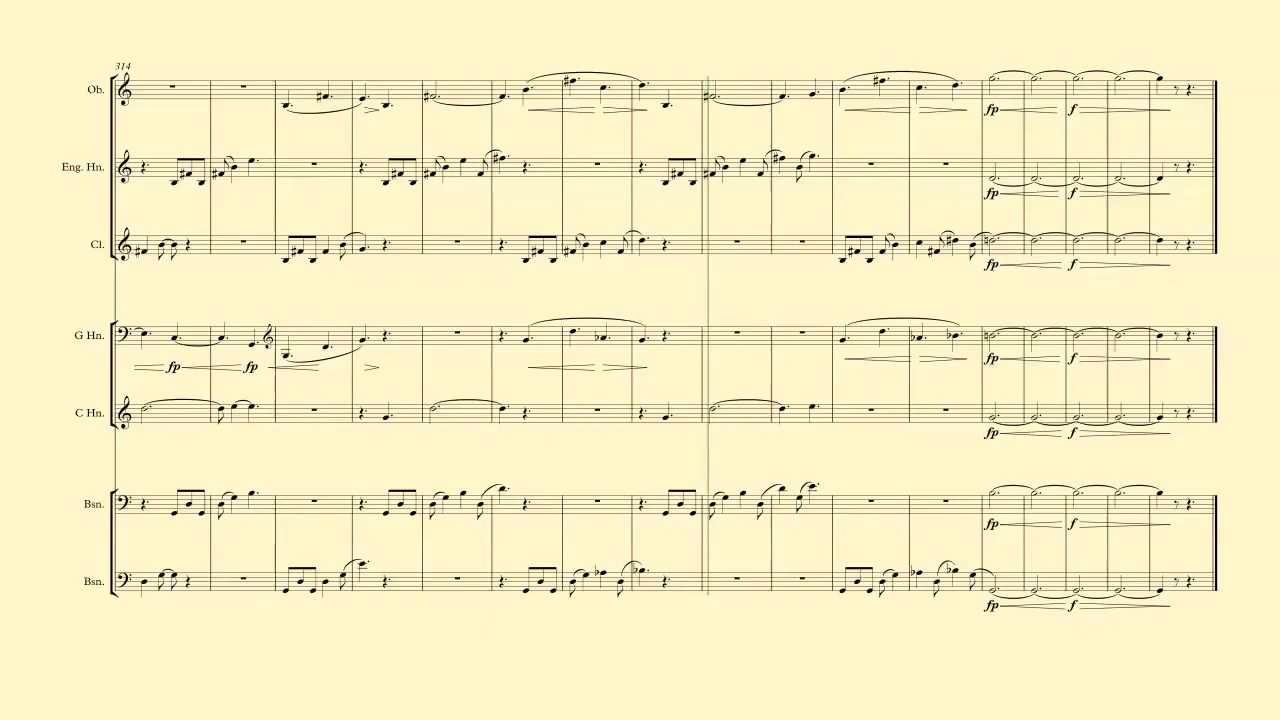 314
Ob.
fp f
Eng. Hn.
fp f
Cl.
fp f
G Hn.
fp fp fp f
C Hn.
fp f
Bsn.
fp f
Bsn.
fp f